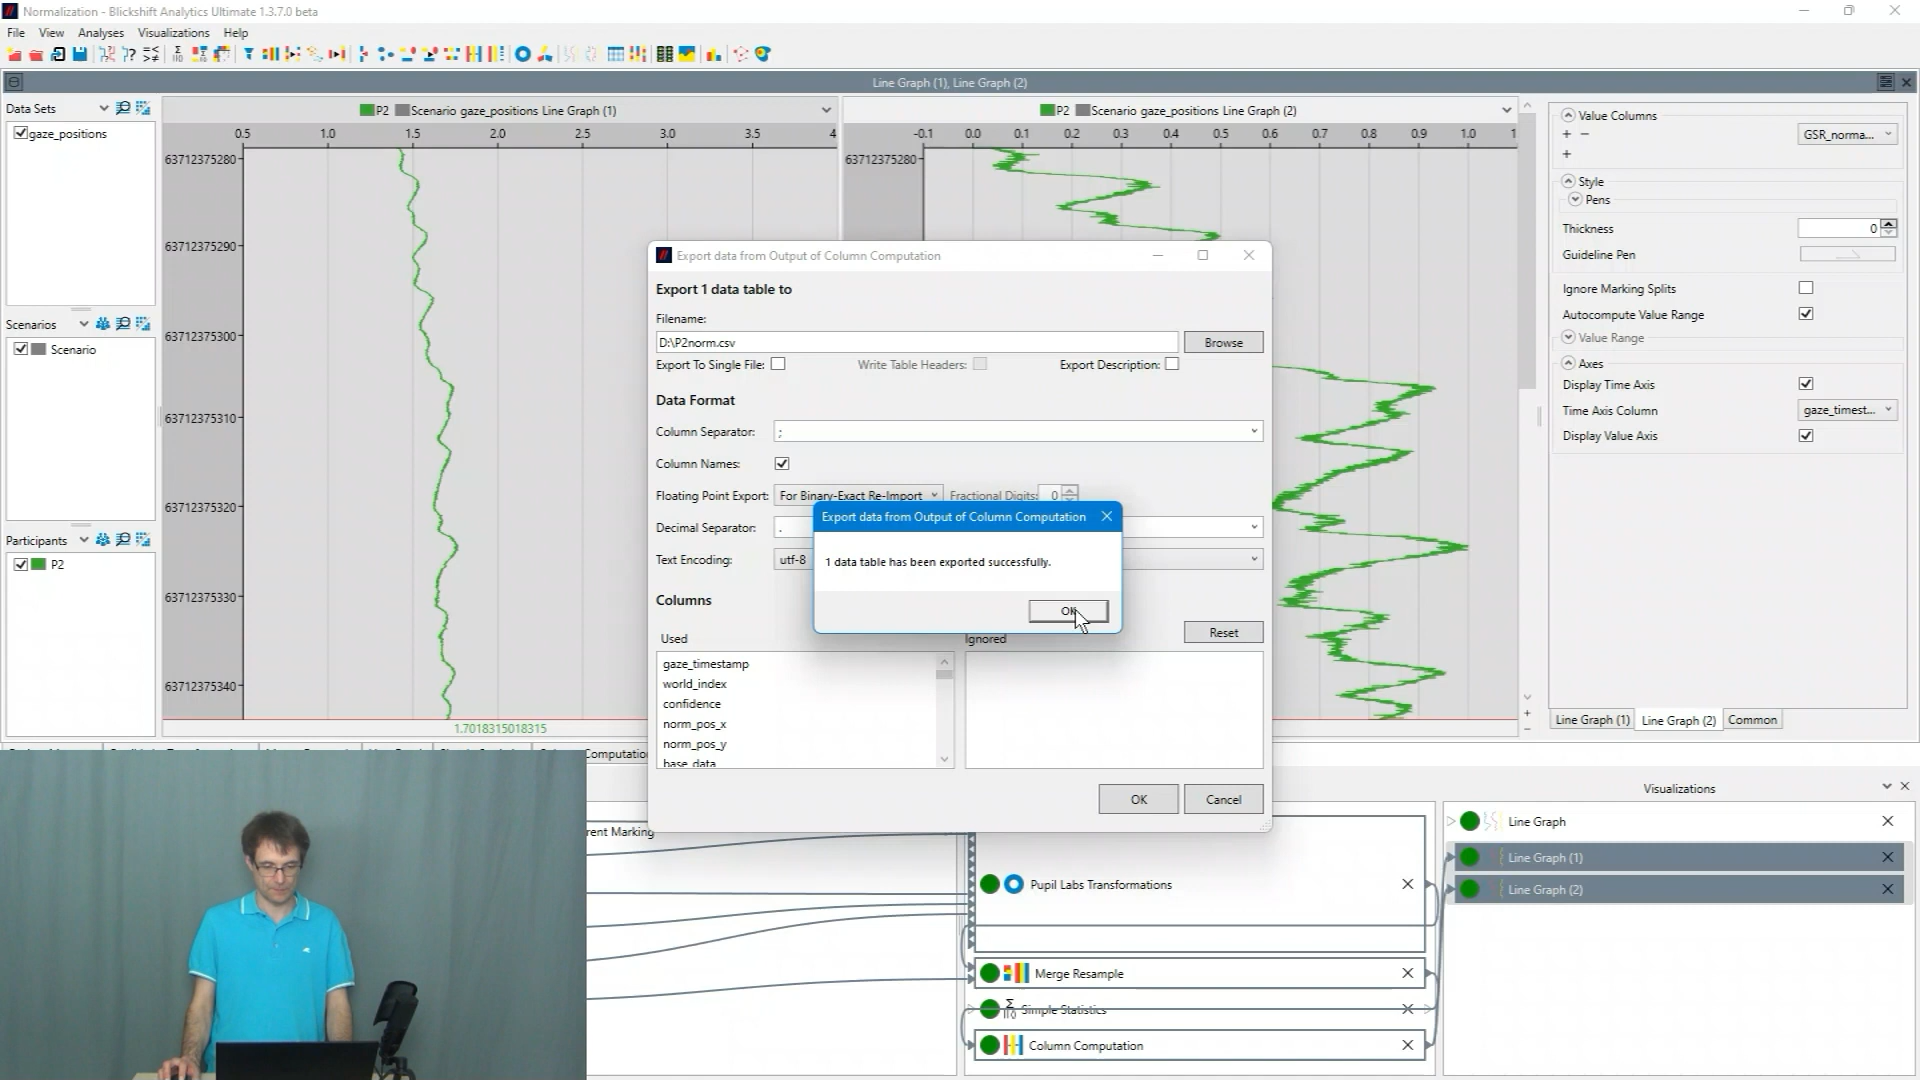 Normalization - Blickshift Analytics Ultimate 1.3.7.0 beta
File View Analyses Visualizations Help
Line Graph (1), Line Graph (2)
Data Sets
gaze_positions
Scenarios
Scenario
Participants
P2
P2 Scenario gaze_positions Line Graph (1)
0.5 1.0 1.5 2.0 2.5 3.0 3.5 4
63712375280
63712375290
63712375300
63712375310
63712375320
63712375330
63712375340
1.7018315018315
P2 Scenario gaze_positions Line Graph (2)
-0.1 0.0 0.1 0.2 0.3 0.4 0.5 0.6 0.7 0.8 0.9 1.0 1
63712375280
Value Columns
+ − GSR_norma...
+
Style
Pens
Thickness 0
Guideline Pen
Ignore Marking Splits
Autocompute Value Range
Value Range
Axes
Display Time Axis
Time Axis Column gaze_timest...
Display Value Axis
Line Graph (1) Line Graph (2) Common
Export data from Output of Column Computation
Export 1 data table to
Filename:
D:\P2norm.csv Browse
Export To Single File: Write Table Headers: Export Description:
Data Format
Column Separator: ;
Column Names:
Floating Point Export: For Binary-Exact Re-Import Fractional Digits: 0
Decimal Separator: .
Text Encoding: utf-8
Columns
Used Ignored Reset
gaze_timestamp
world_index
confidence
norm_pos_x
norm_pos_y
base_data
OK Cancel
Export data from Output of Column Computation
1 data table has been exported successfully.
OK
Computation
rent Marking
Pupil Labs Transformations
Merge Resample
Simple Statistics
Column Computation
Visualizations
Line Graph
Line Graph (1)
Line Graph (2)